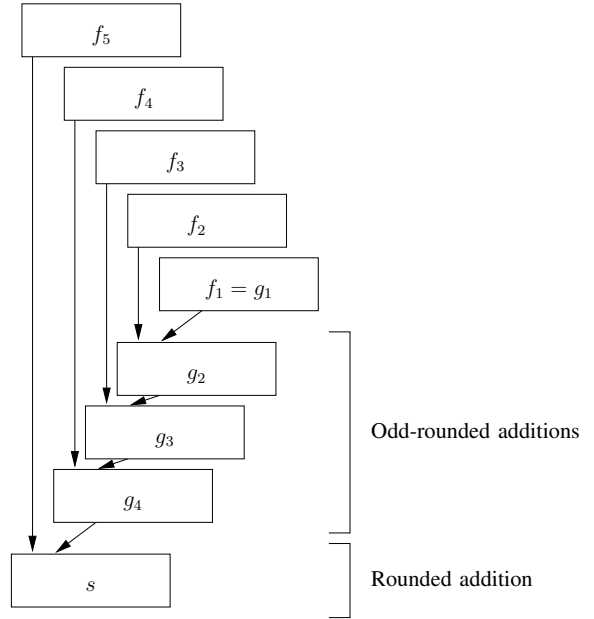 f₅
f₄
f₃
f₂
f₁ = g₁
g₂
g₃
Odd-rounded additions
g₄
s
Rounded addition